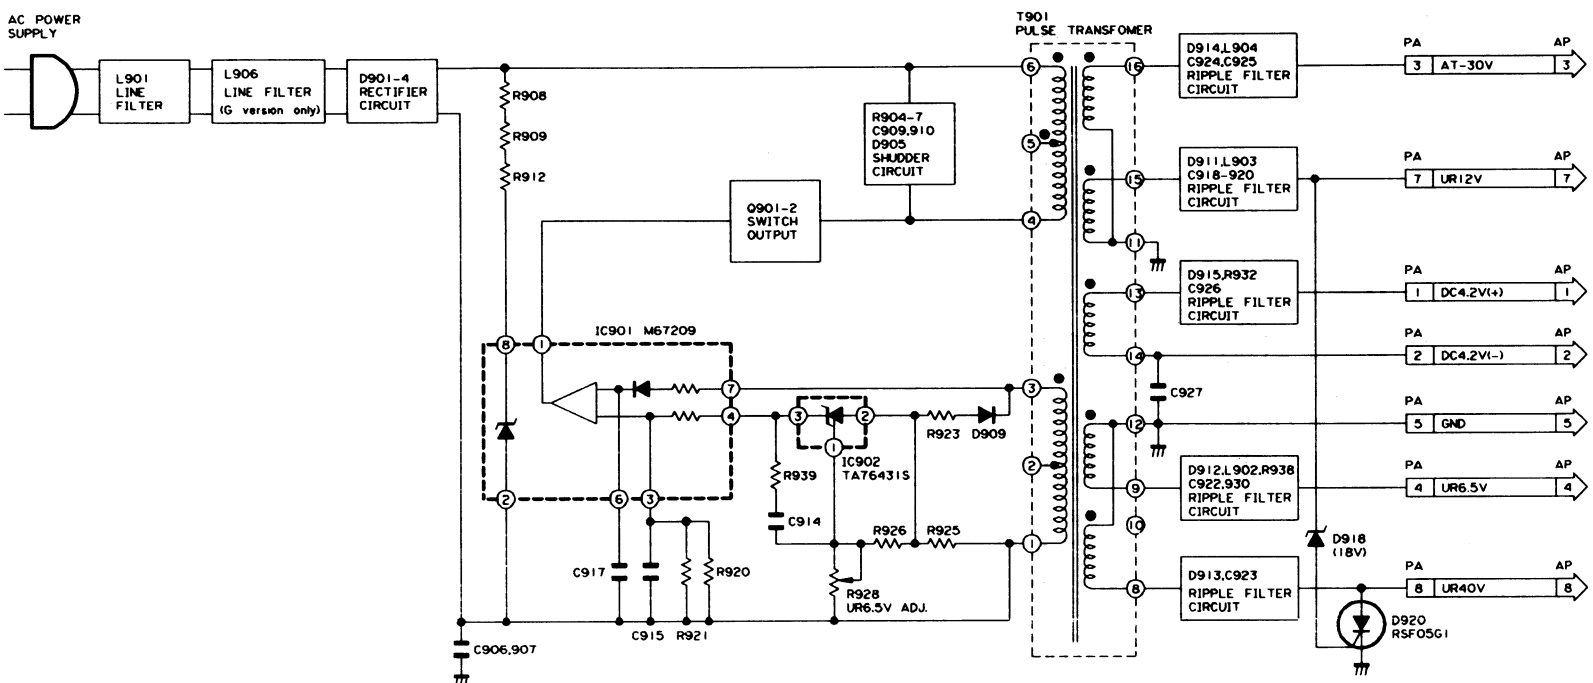 AC POWER
SUPPLY
L901
LINE
FILTER
L906
LINE FILTER
(G version only)
D901-4
RECTIFIER
CIRCUIT
R908
R909
R912
R904-7
C909,910
D905
SHUDDER
CIRCUIT
Q901-2
SWITCH
OUTPUT
T901
PULSE TRANSFOMER
6
5
4
3
2
1
16
15
11
13
14
12
9
10
8
D914,L904
C924,C925
RIPPLE FILTER
CIRCUIT
PA AP
3 AT-30V 3
D911,L903
C918-920
RIPPLE FILTER
CIRCUIT
PA AP
7 UR12V 7
D915,R932
C926
RIPPLE FILTER
CIRCUIT
PA AP
1 DC4.2V(+) 1
PA AP
2 DC4.2V(-) 2
C927
PA AP
5 GND 5
D912,L902,R938
C922,930
RIPPLE FILTER
CIRCUIT
PA AP
4 UR6.5V 4
D918
(18V)
D913,C923
RIPPLE FILTER
CIRCUIT
PA AP
8 UR40V 8
D920
RSF05G1
IC901 M67209
8
1
7
4
2
6
3
3
2
1
IC902
TA76431S
R923
D909
R939
C914
R926
R925
R928
UR6.5V ADJ.
C917
R920
C915
R921
C906,907